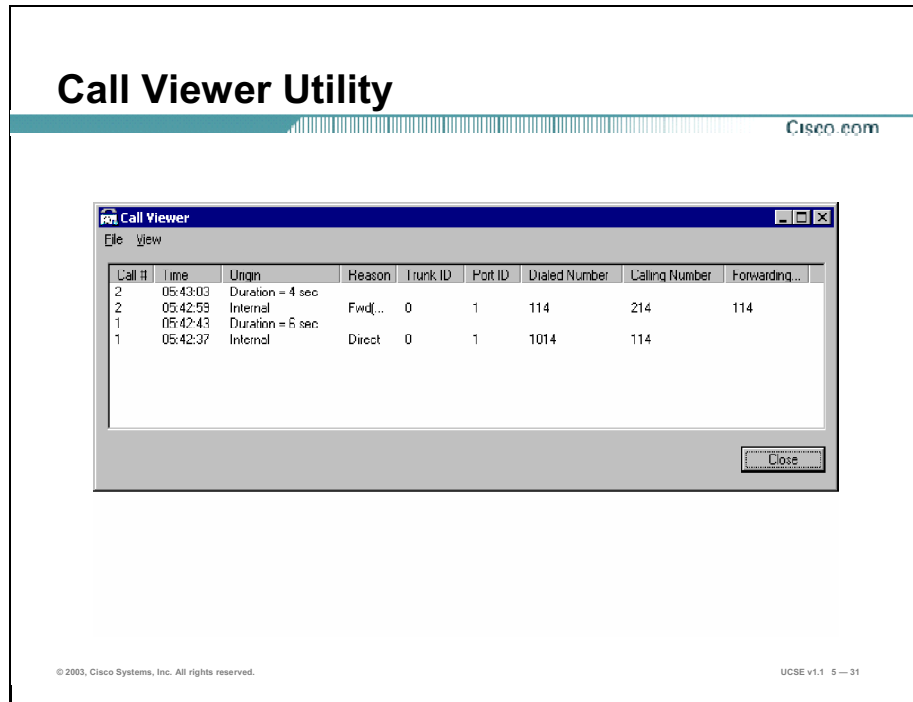 Call Viewer Utility
Cisco.com
Call Viewer
File View
Call # Time Origin Reason Trunk ID Port ID Dialed Number Calling Number Forwarding...
2 05:43:03 Duration = 4 sec
2 05:42:59 Internal Fwd(... 0 1 114 214 114
1 05:42:43 Duration = 6 sec
1 05:42:37 Internal Direct 0 1 1014 114
Close
© 2003, Cisco Systems, Inc. All rights reserved. UCSE v1.1 5 — 31